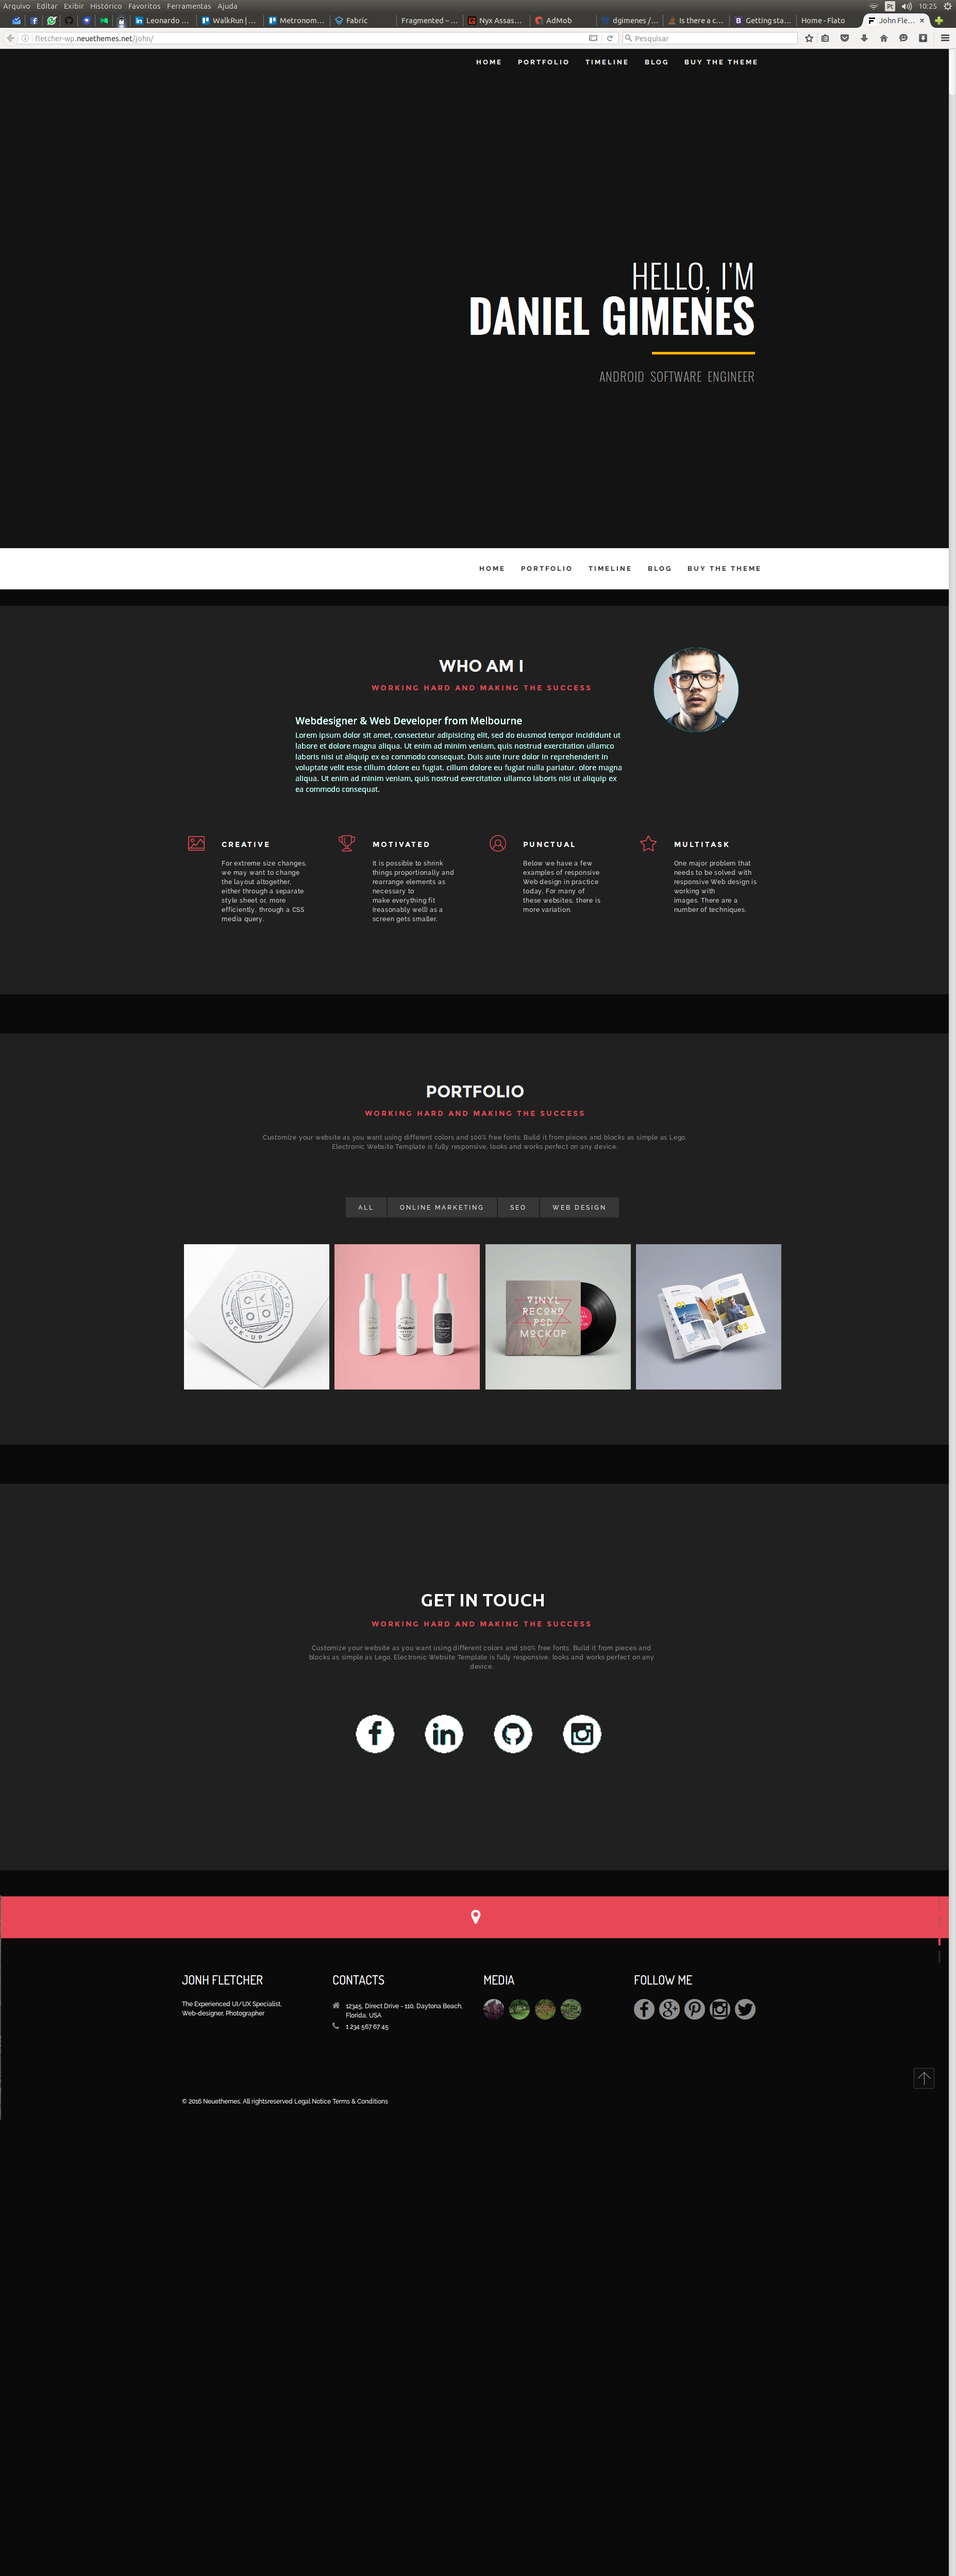 Arquivo Editar Exibir Histórico Favoritos Ferramentas Ajuda
Pt 10:25
Leonardo ... WalkRun | ... Metronom... Fabric Fragmented – ... Nyx Assas... AdMob dgimenes /... Is there a c... Getting sta... Home - Flato John Fle...
fletcher-wp.neuethemes.net/john/ Pesquisar
HOME PORTFOLIO TIMELINE BLOG BUY THE THEME
HELLO, I'M
DANIEL GIMENES
ANDROID SOFTWARE ENGINEER
HOME PORTFOLIO TIMELINE BLOG BUY THE THEME
WHO AM I
WORKING HARD AND MAKING THE SUCCESS
Webdesigner & Web Developer from Melbourne
Lorem ipsum dolor sit amet, consectetur adipisicing elit, sed do eiusmod tempor incididunt ut
labore et dolore magna aliqua. Ut enim ad minim veniam, quis nostrud exercitation ullamco
laboris nisi ut aliquip ex ea commodo consequat. Duis aute irure dolor in reprehenderit in
voluptate velit esse cillum dolore eu fugiat. cillum dolore eu fugiat nulla pariatur. olore magna
aliqua. Ut enim ad minim veniam, quis nostrud exercitation ullamco laboris nisi ut aliquip ex
ea commodo consequat.
CREATIVE
For extreme size changes,
we may want to change
the layout altogether,
either through a separate
style sheet or, more
efficiently, through a CSS
media query.
MOTIVATED
It is possible to shrink
things proportionally and
rearrange elements as
necessary to
make everything fit
(reasonably well) as a
screen gets smaller.
PUNCTUAL
Below we have a few
examples of responsive
Web design in practice
today. For many of
these websites, there is
more variation.
MULTITASK
One major problem that
needs to be solved with
responsive Web design is
working with
images. There are a
number of techniques.
PORTFOLIO
WORKING HARD AND MAKING THE SUCCESS
Customize your website as you want using different colors and 100% free fonts. Build it from pieces and blocks as simple as Lego.
Electronic Website Template is fully responsive, looks and works perfect on any device.
ALL ONLINE MARKETING SEO WEB DESIGN
METALLIC FOIL
MOCK-UP
VINYL
RECORD
PSD
MOCKUP
01
02
03
GET IN TOUCH
WORKING HARD AND MAKING THE SUCCESS
Customize your website as you want using different colors and 100% free fonts. Build it from pieces and
blocks as simple as Lego. Electronic Website Template is fully responsive, looks and works perfect on any
device.
JONH FLETCHER
The Experienced UI/UX Specialist,
Web-designer, Photographer
CONTACTS
12345, Direct Drive - 110, Daytona Beach,
Florida, USA
1 234 567 67 45
MEDIA
FOLLOW ME
© 2016 Neuethemes. All rightsreserved Legal Notice Terms & Conditions